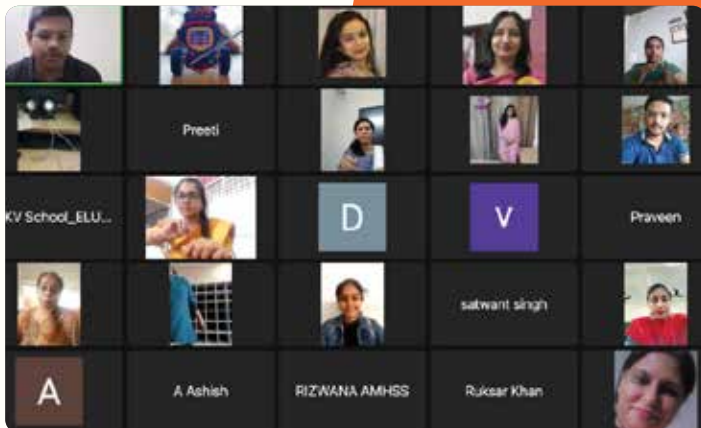 Preeti
KV School_ELU...
D
V
Praveen
satwant singh
A
A Ashish
RIZWANA AMHSS
Ruksar Khan